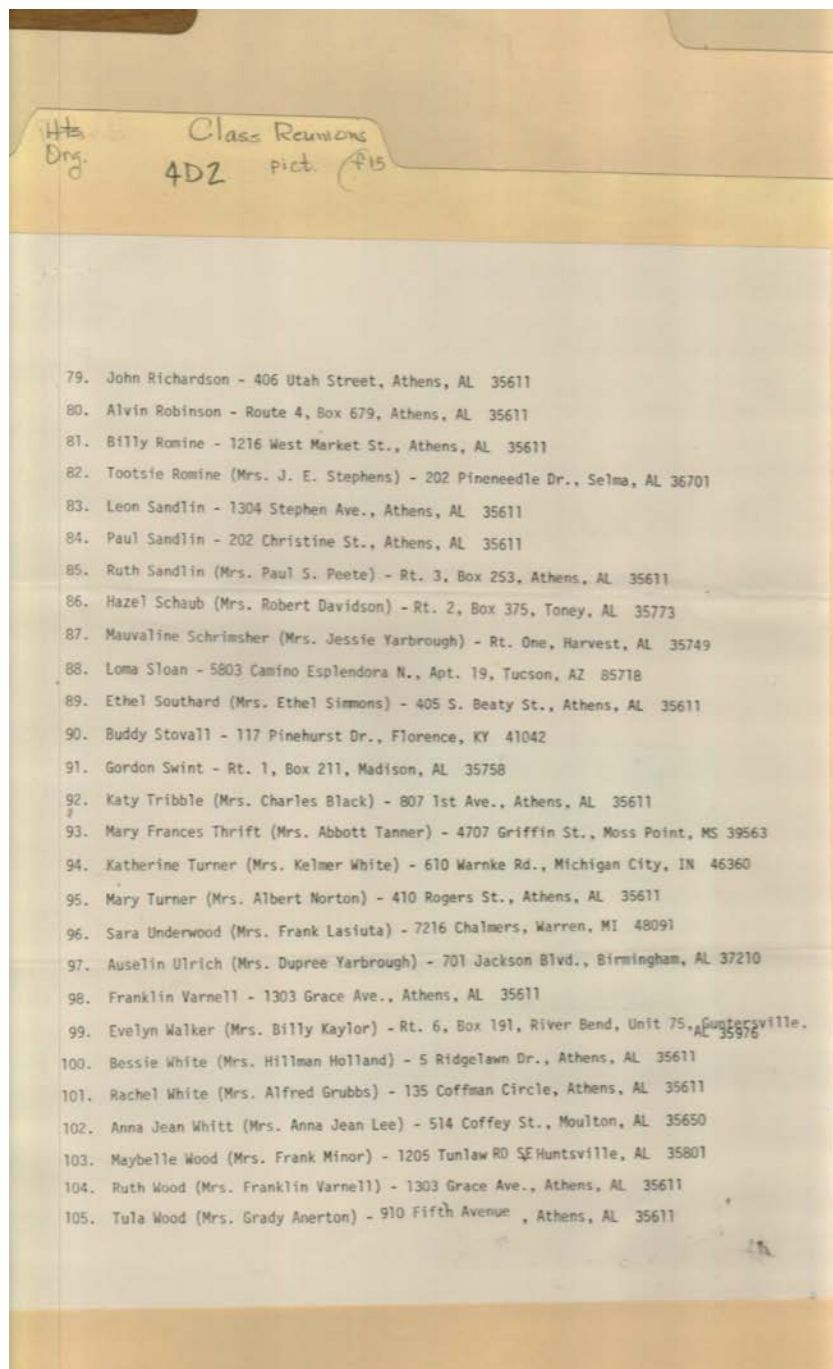 Hts Class Reunions
Org. 4D2 pict. f15
79. John Richardson - 406 Utah Street, Athens, AL 35611
80. Alvin Robinson - Route 4, Box 679, Athens, AL 35611
81. Billy Romine - 1216 West Market St., Athens, AL 35611
82. Tootsie Romine (Mrs. J. E. Stephens) - 202 Pineneedle Dr., Selma, AL 36701
83. Leon Sandlin - 1304 Stephen Ave., Athens, AL 35611
84. Paul Sandlin - 202 Christine St., Athens, AL 35611
85. Ruth Sandlin (Mrs. Paul S. Peete) - Rt. 3, Box 253, Athens, AL 35611
86. Hazel Schaub (Mrs. Robert Davidson) - Rt. 2, Box 375, Toney, AL 35773
87. Mauvaline Schrimsher (Mrs. Jessie Yarbrough) - Rt. One, Harvest, AL 35749
88. Loma Sloan - 5803 Camino Esplendora N., Apt. 19, Tucson, AZ 85718
89. Ethel Southard (Mrs. Ethel Simmons) - 405 S. Beaty St., Athens, AL 35611
90. Buddy Stovall - 117 Pinehurst Dr., Florence, KY 41042
91. Gordon Swint - Rt. 1, Box 211, Madison, AL 35758
92. Katy Tribble (Mrs. Charles Black) - 807 1st Ave., Athens, AL 35611
93. Mary Frances Thrift (Mrs. Abbott Tanner) - 4707 Griffin St., Moss Point, MS 39563
94. Katherine Turner (Mrs. Kelmer White) - 610 Warnke Rd., Michigan City, IN 46360
95. Mary Turner (Mrs. Albert Norton) - 410 Rogers St., Athens, AL 35611
96. Sara Underwood (Mrs. Frank Lasiuta) - 7216 Chalmers, Warren, MI 48091
97. Auselin Ulrich (Mrs. Dupree Yarbrough) - 701 Jackson Blvd., Birmingham, AL 37210
98. Franklin Varnell - 1303 Grace Ave., Athens, AL 35611
99. Evelyn Walker (Mrs. Billy Kaylor) - Rt. 6, Box 191, River Bend, Unit 75, Guntersville,
AL 35976
100. Bessie White (Mrs. Hillman Holland) - 5 Ridgelawn Dr., Athens, AL 35611
101. Rachel White (Mrs. Alfred Grubbs) - 135 Coffman Circle, Athens, AL 35611
102. Anna Jean Whitt (Mrs. Anna Jean Lee) - 514 Coffey St., Moulton, AL 35650
103. Maybelle Wood (Mrs. Frank Minor) - 1205 Tunlaw RD SE Huntsville, AL 35801
104. Ruth Wood (Mrs. Franklin Varnell) - 1303 Grace Ave., Athens, AL 35611
105. Tula Wood (Mrs. Grady Anerton) - 910 Fifth Avenue , Athens, AL 35611